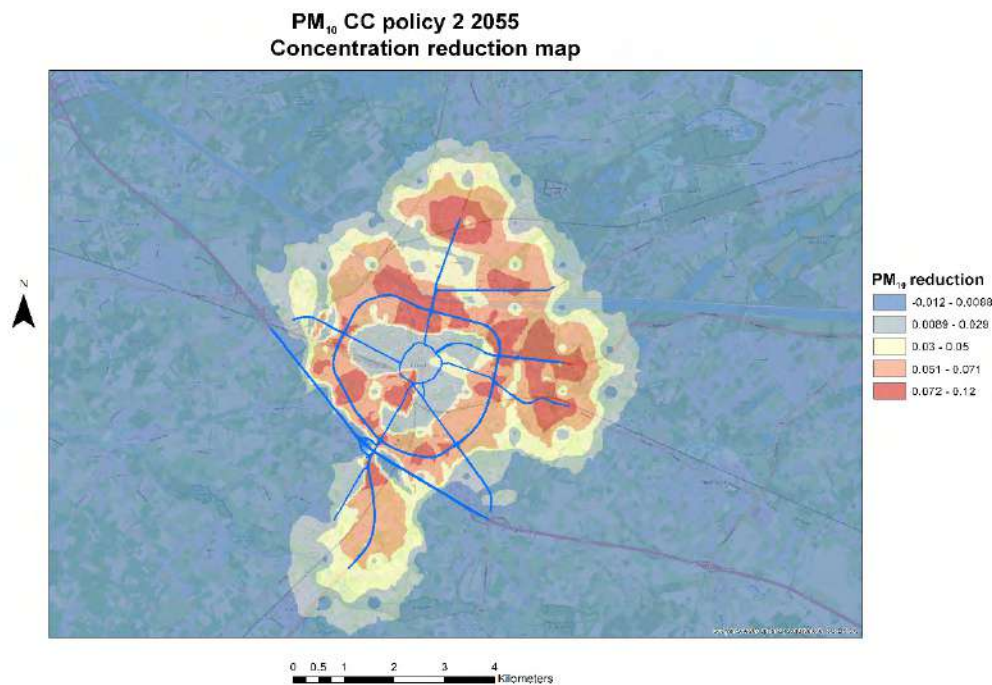 PM₁₀ CC policy 2 2055
Concentration reduction map
N
PM₁₀ reduction
-0.012 - 0.0088
0.0089 - 0.029
0.03 - 0.05
0.051 - 0.071
0.072 - 0.12
0 0.5 1 2 3 4
Kilometers